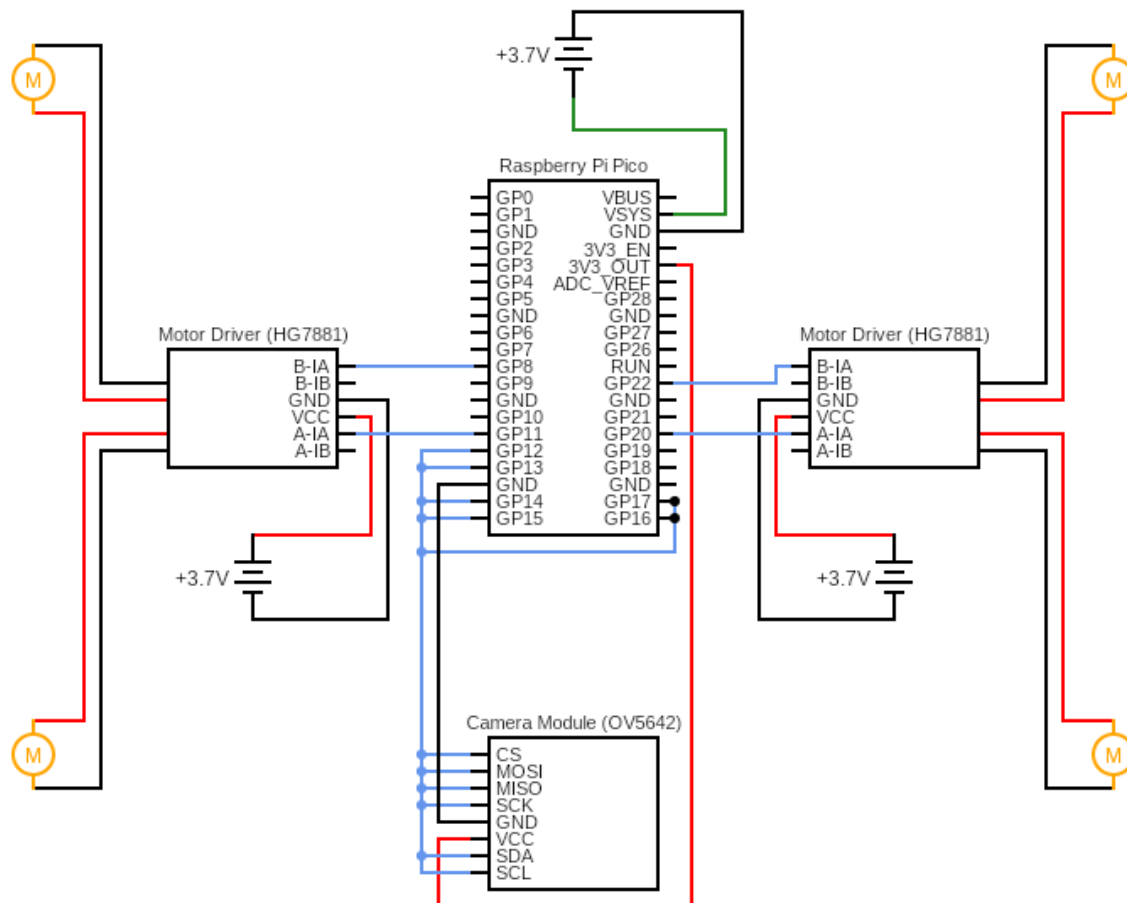 +3.7V
M
M
Raspberry Pi Pico
GP0
GP1
GND
GP2
GP3
GP4
GP5
GND
GP6
GP7
GP8
GP9
GND
GP10
GP11
GP12
GP13
GND
GP14
GP15
VBUS
VSYS
GND
3V3_EN
3V3_OUT
ADC_VREF
GP28
GND
GP27
GP26
RUN
GP22
GND
GP21
GP20
GP19
GP18
GND
GP17
GP16
Motor Driver (HG7881)
B-IA
B-IB
GND
VCC
A-IA
A-IB
Motor Driver (HG7881)
B-IA
B-IB
GND
VCC
A-IA
A-IB
+3.7V
+3.7V
Camera Module (OV5642)
CS
MOSI
MISO
SCK
GND
VCC
SDA
SCL
M
M